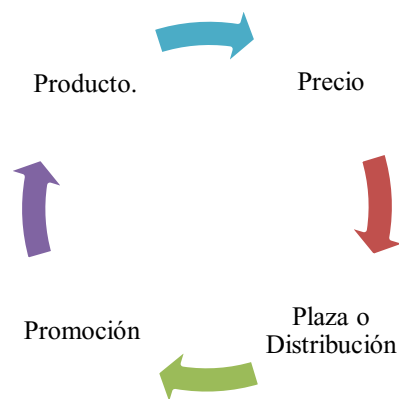 Producto.
Precio
Plaza o
Distribución
Promoción